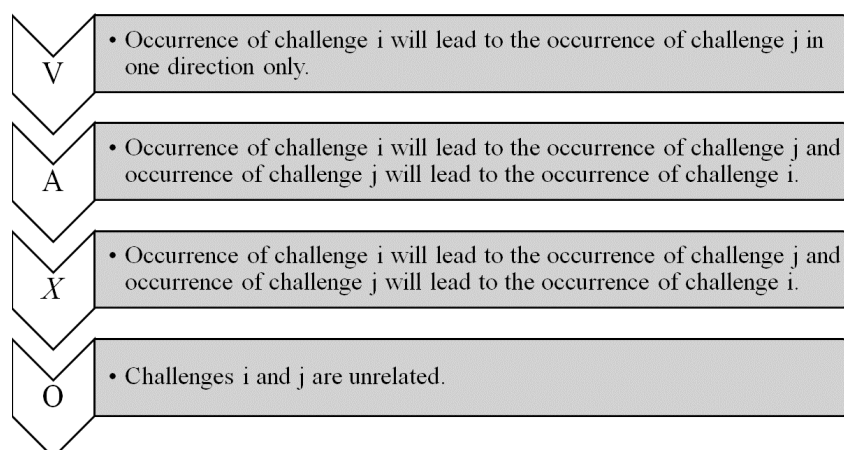 V
• Occurrence of challenge i will lead to the occurrence of challenge j in
one direction only.
A
• Occurrence of challenge i will lead to the occurrence of challenge j and
occurrence of challenge j will lead to the occurrence of challenge i.
X
• Occurrence of challenge i will lead to the occurrence of challenge j and
occurrence of challenge j will lead to the occurrence of challenge i.
O
• Challenges i and j are unrelated.